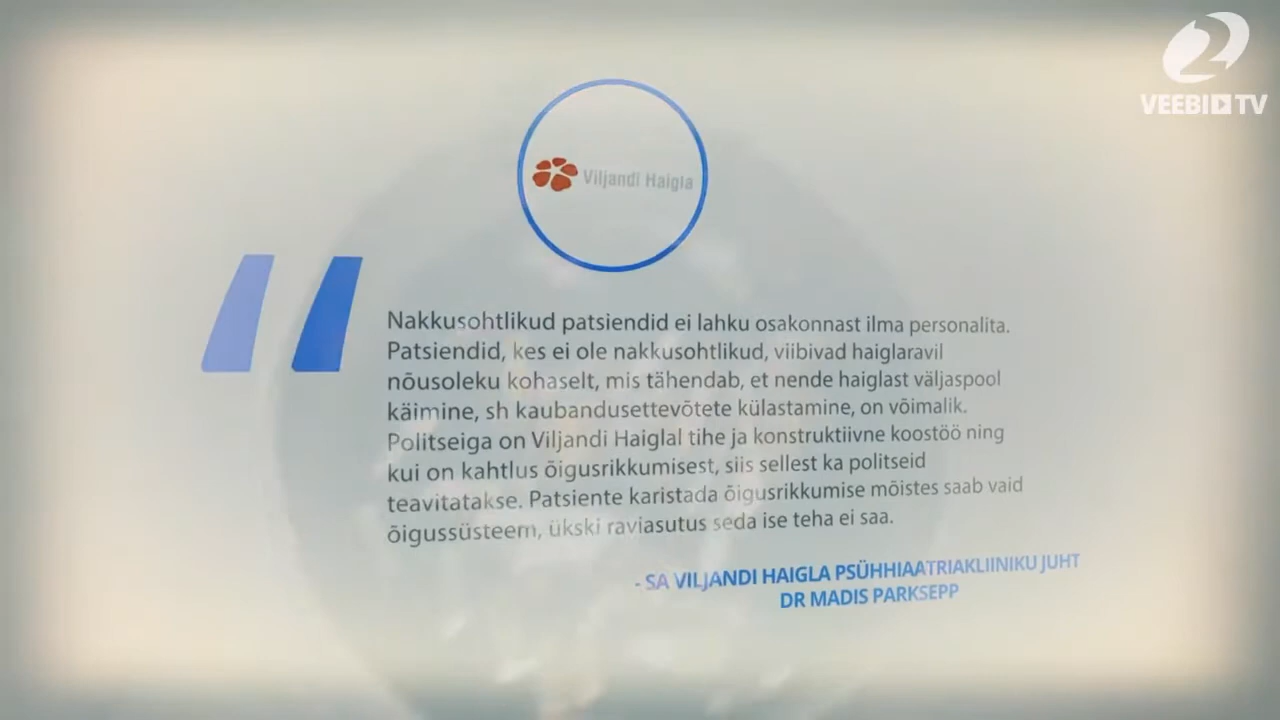 2
VEEBI TV
Viljandi Haigla
Nakkusohtlikud patsiendid ei lahku osakonnast ilma personalita.
Patsiendid, kes ei ole nakkusohtlikud, viibivad haiglaravil
nõusoleku kohaselt, mis tähendab, et nende haiglast väljaspool
käimine, sh kaubandusettevõtete külastamine, on võimalik.
Politseiga on Viljandi Haiglal tihe ja konstruktiivne koostöö ning
kui on kahtlus õigusrikkumisest, siis sellest ka politseid
teavitatakse. Patsiente karistada õigusrikkumise mõistes saab vaid
õigussüsteem, ükski raviasutus seda ise teha ei saa.
- SA VILJANDI HAIGLA PSÜHHIAATRIAKLIINIKU JUHT
DR MADIS PARKSEPP